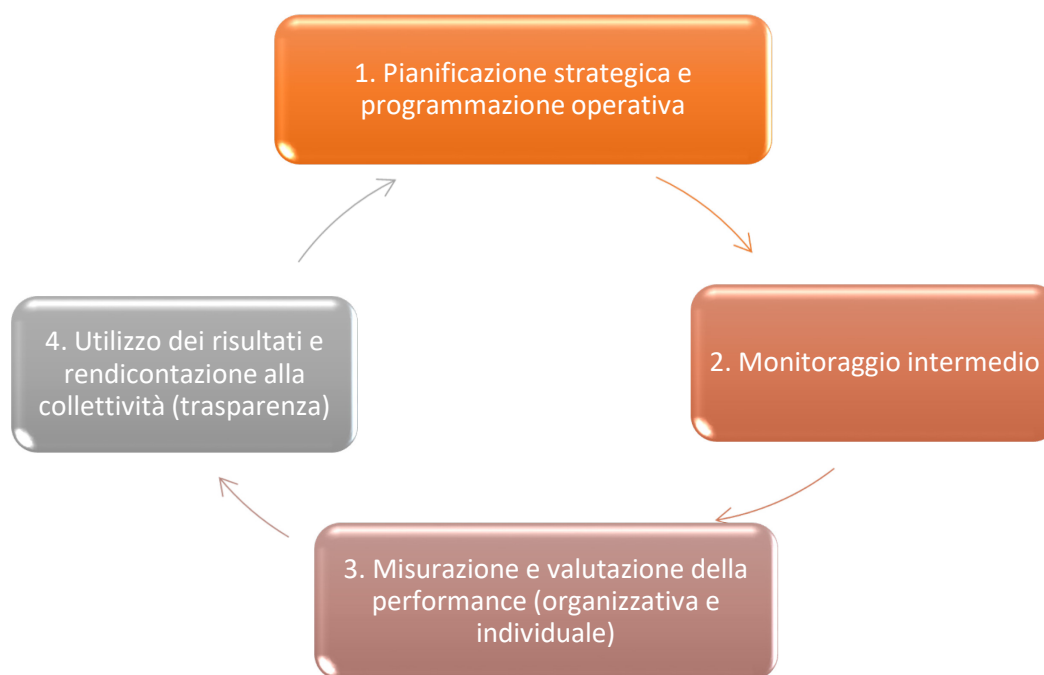 1. Pianificazione strategica e
programmazione operativa
2. Monitoraggio intermedio
3. Misurazione e valutazione della
performance (organizzativa e
individuale)
4. Utilizzo dei risultati e
rendicontazione alla
collettività (trasparenza)